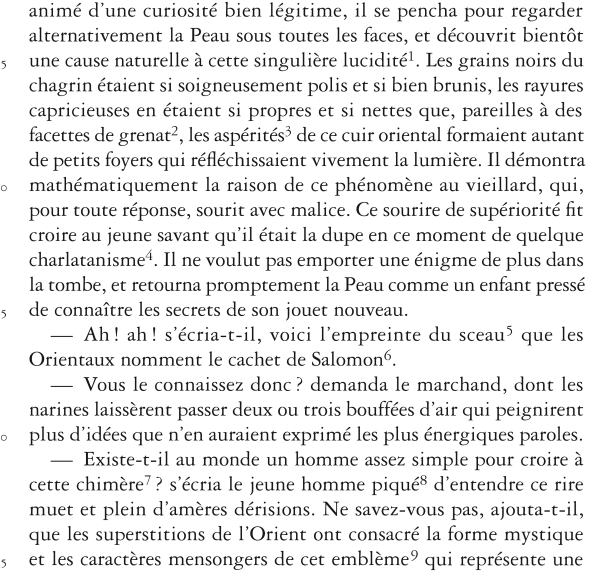 animé d'une curiosité bien légitime, il se pencha pour regarder
alternativement la Peau sous toutes les faces, et découvrit bientôt
5 une cause naturelle à cette singulière lucidité1. Les grains noirs du
chagrin étaient si soigneusement polis et si bien brunis, les rayures
capricieuses en étaient si propres et si nettes que, pareilles à des
facettes de grenat2, les aspérités3 de ce cuir oriental formaient autant
de petits foyers qui réfléchissaient vivement la lumière. Il démontra
0 mathématiquement la raison de ce phénomène au vieillard, qui,
pour toute réponse, sourit avec malice. Ce sourire de supériorité fit
croire au jeune savant qu'il était la dupe en ce moment de quelque
charlatanisme4. Il ne voulut pas emporter une énigme de plus dans
la tombe, et retourna promptement la Peau comme un enfant pressé
5 de connaître les secrets de son jouet nouveau.
— Ah ! ah ! s'écria-t-il, voici l'empreinte du sceau5 que les
Orientaux nomment le cachet de Salomon6.
— Vous le connaissez donc ? demanda le marchand, dont les
narines laissèrent passer deux ou trois bouffées d'air qui peignirent
0 plus d'idées que n'en auraient exprimé les plus énergiques paroles.
— Existe-t-il au monde un homme assez simple pour croire à
cette chimère7 ? s'écria le jeune homme piqué8 d'entendre ce rire
muet et plein d'amères dérisions. Ne savez-vous pas, ajouta-t-il,
que les superstitions de l'Orient ont consacré la forme mystique
5 et les caractères mensongers de cet emblème9 qui représente une